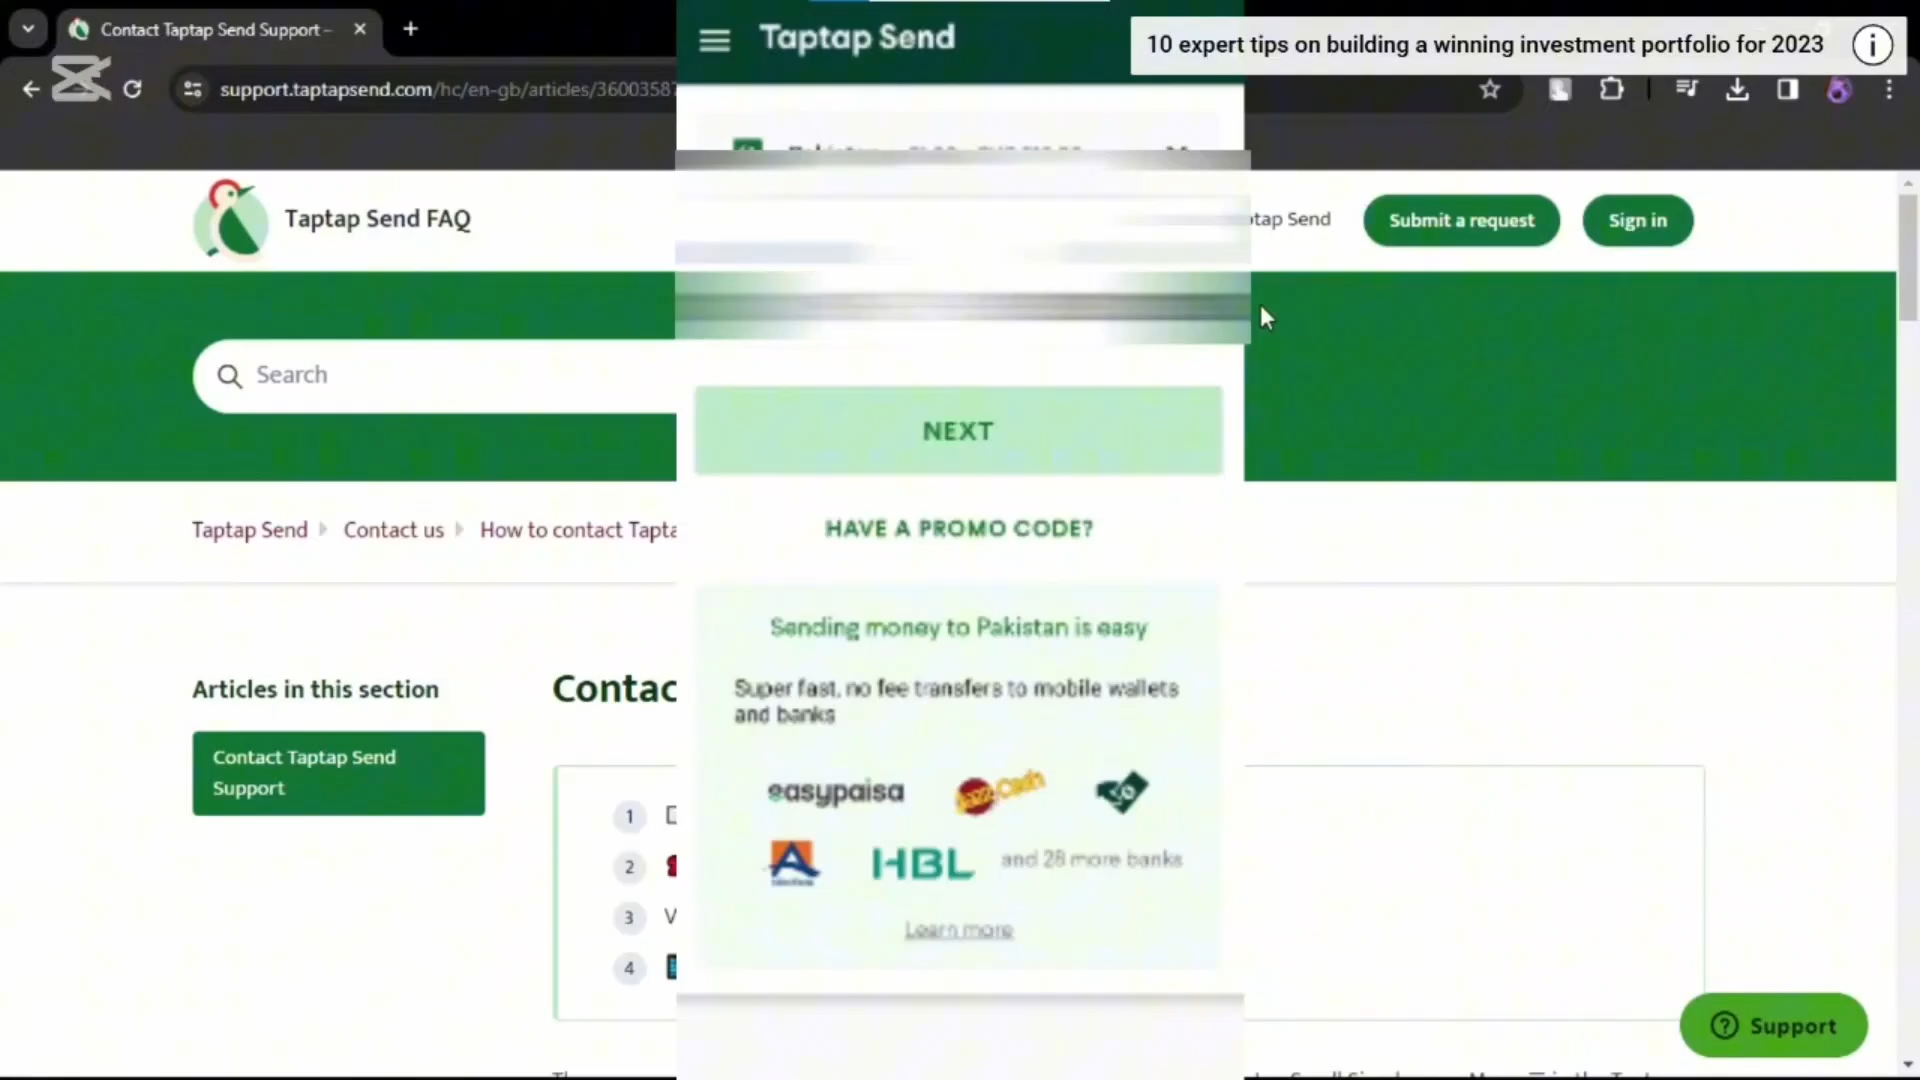 Contact Taptap Send Support –
Taptap Send
10 expert tips on building a winning investment portfolio for 2023
support.taptapsend.com/hc/en-gb/articles/36003587
Taptap Send FAQ
Send
Submit a request
Sign in
Search
NEXT
Taptap Send
Contact us
How to contact
HAVE A PROMO CODE?
Sending money to Pakistan is easy
Articles in this section
Super fast, no fee transfers to mobile wallets
and banks
Contact Taptap Send
Support
easypaisa
JazzCash
1
2
HBL
and 28 more banks
3
Learn more
4
Support